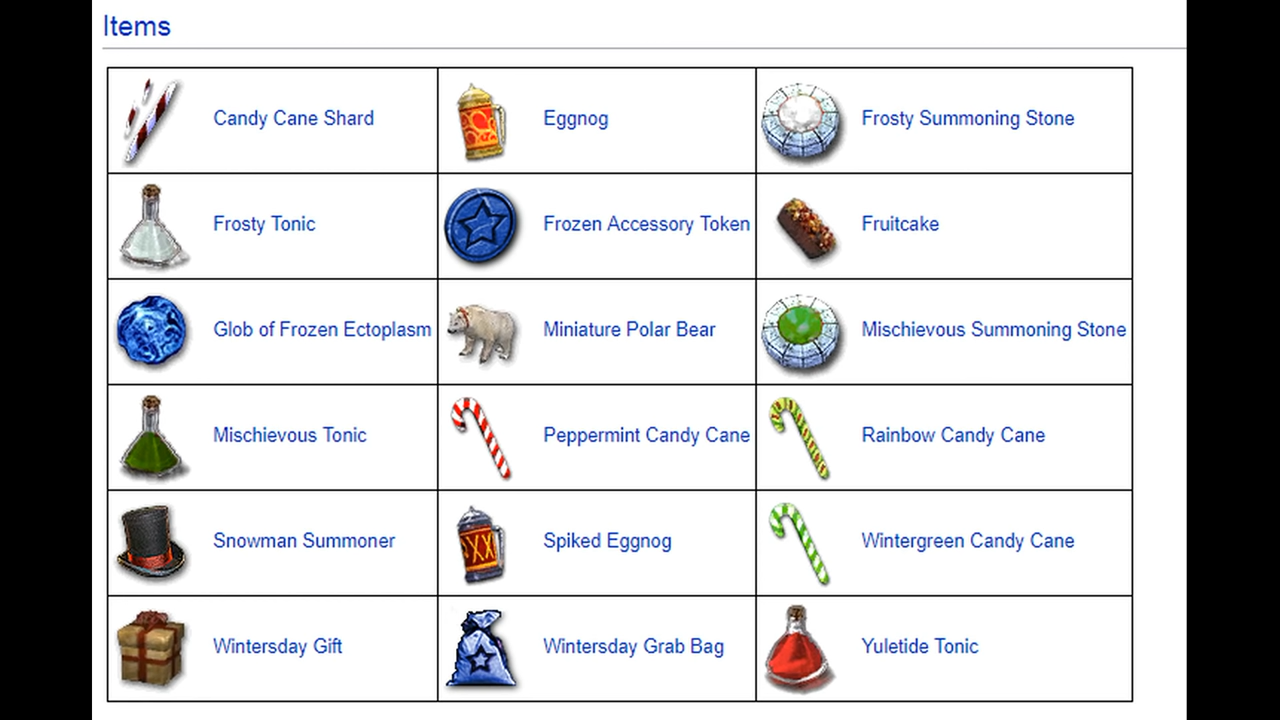 Items
Candy Cane Shard
Eggnog
Frosty Summoning Stone
Frosty Tonic
Frozen Accessory Token
Fruitcake
Glob of Frozen Ectoplasm
Miniature Polar Bear
Mischievous Summoning Stone
Mischievous Tonic
Peppermint Candy Cane
Rainbow Candy Cane
Snowman Summoner
XX
Spiked Eggnog
Wintergreen Candy Cane
Wintersday Gift
Wintersday Grab Bag
Yuletide Tonic